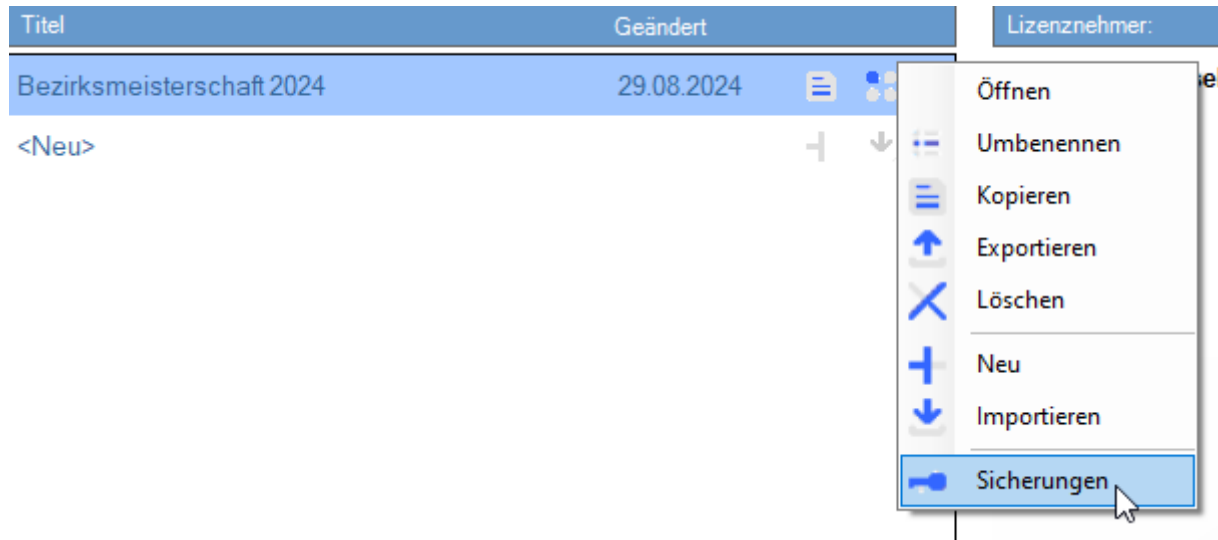 Titel Geändert Lizenznehmer:
Bezirksmeisterschaft 2024 29.08.2024
<Neu>
Öffnen
Umbenennen
Kopieren
Exportieren
Löschen
Neu
Importieren
Sicherungen